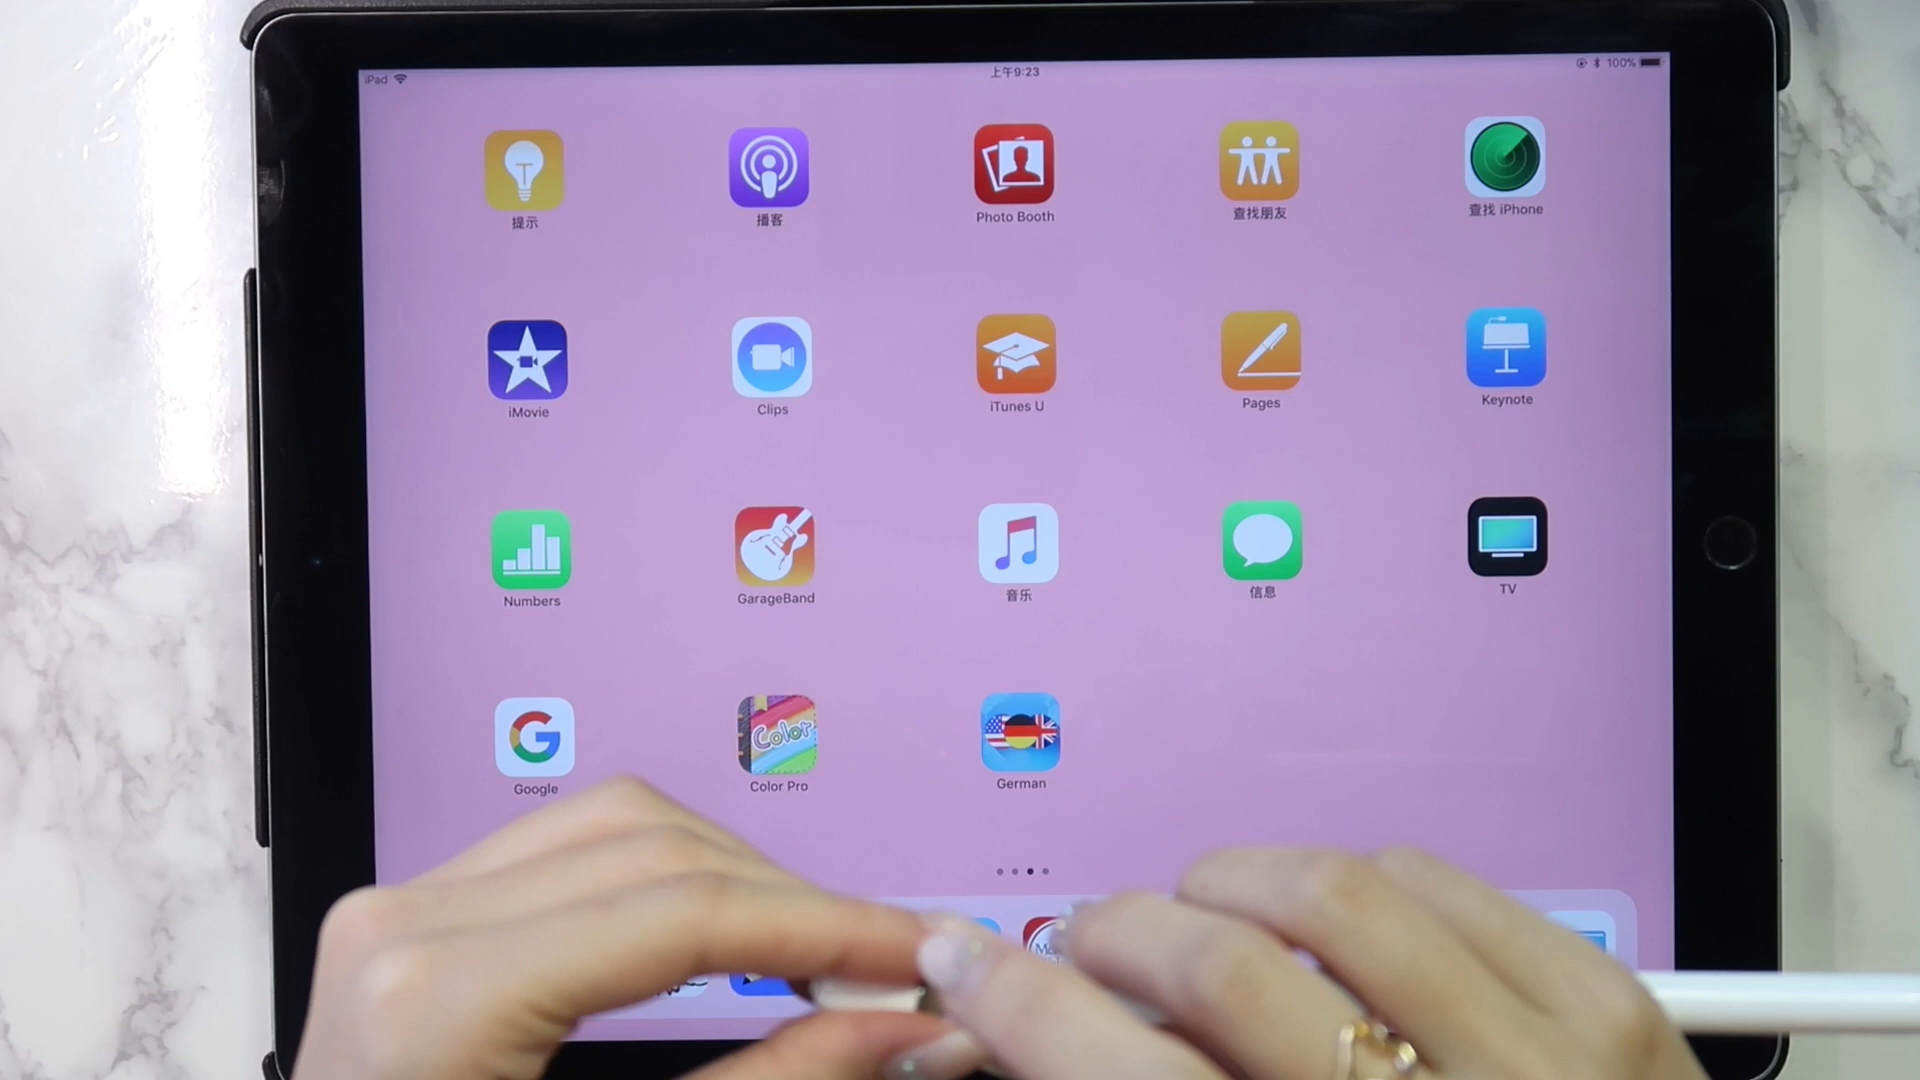 iPad
上午9:23
100%
提示
播客
Photo Booth
查找朋友
查找 iPhone
iMovie
Clips
iTunes U
Pages
Keynote
Numbers
GarageBand
音乐
信息
TV
Google
Color
Color Pro
German